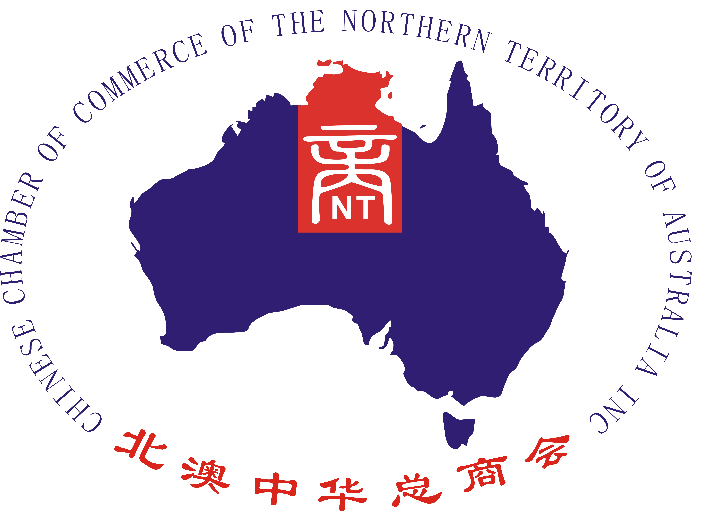 CHINESE CHAMBER OF COMMERCE OF THE NORTHERN TERRITORY OF AUSTRALIA INC
商
NT
北澳中华总商会